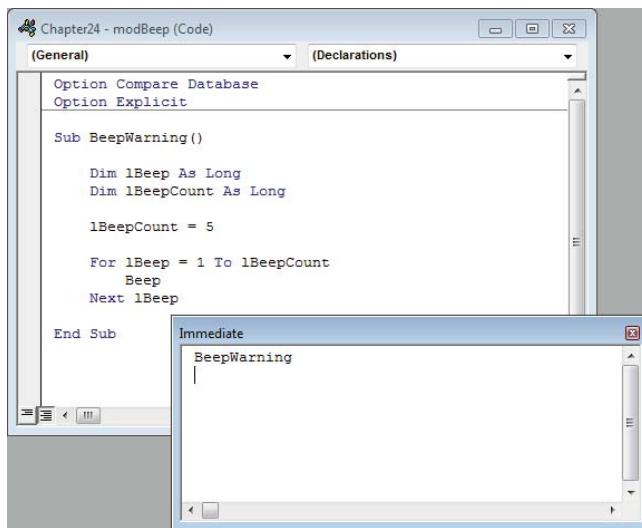 Chapter24 - modBeep (Code)
(General) (Declarations)
Option Compare Database
Option Explicit
Sub BeepWarning()
Dim lBeep As Long
Dim lBeepCount As Long
lBeepCount = 5
For lBeep = 1 To lBeepCount
Beep
Next lBeep
End Sub
Immediate
BeepWarning